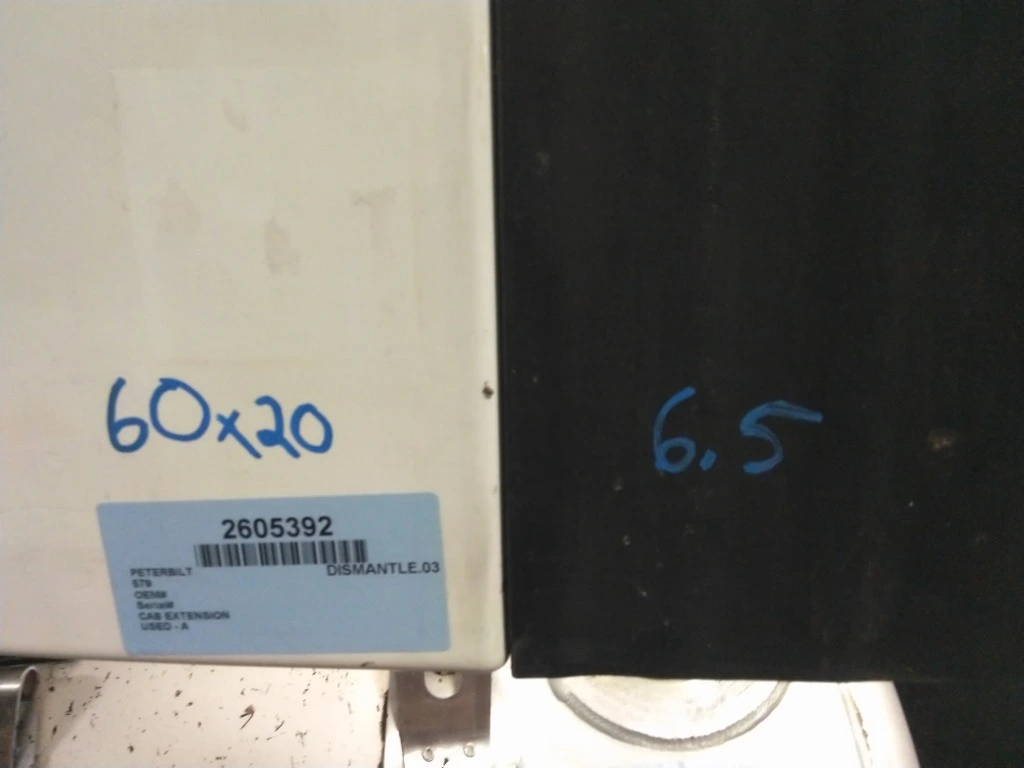 60x20
6.5
2605392
PETERBILT
DISMANTLE.03
579
OEM#
Serial#
CAB EXTENSION
USED - A